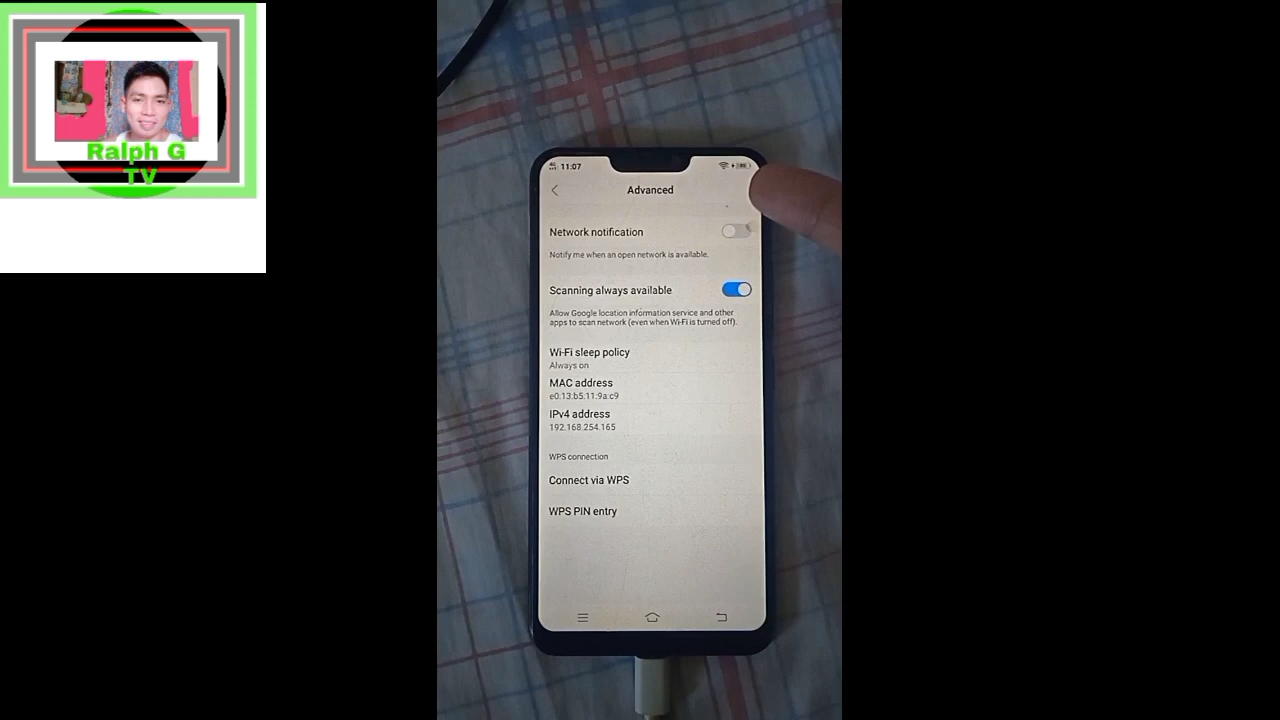 Ralph G
TV
11:07
Advanced
Network notification
Notify me when an open network is available.
Scanning always available
Allow Google location information service and other
apps to scan network (even when Wi-Fi is turned off).
Wi-Fi sleep policy
Always on
MAC address
e0:13:b5:11:9a:c9
IPv4 address
192.168.254.165
WPS connection
Connect via WPS
WPS PIN entry